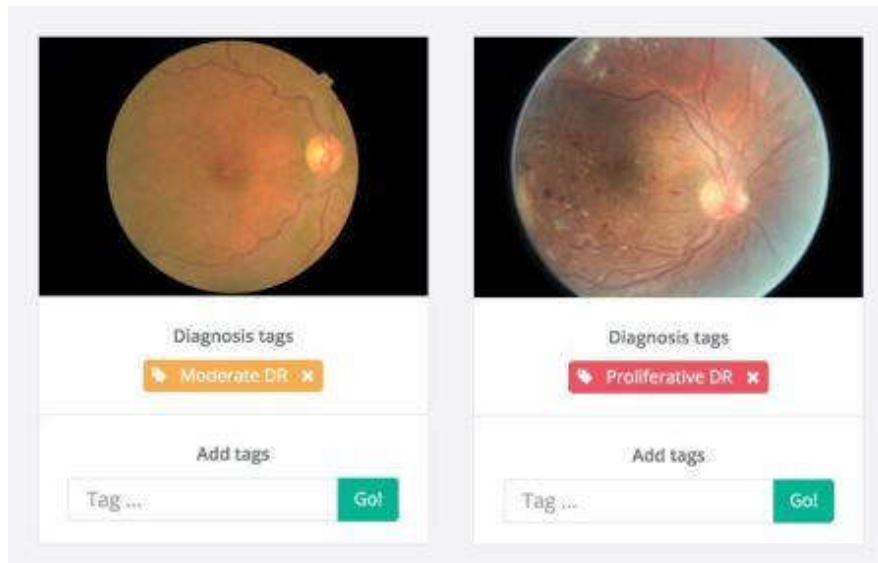 Diagnosis tags
Moderate DR
Add tags
Tag ...
Go!
Diagnosis tags
Proliferative DR
Add tags
Tag ...
Go!